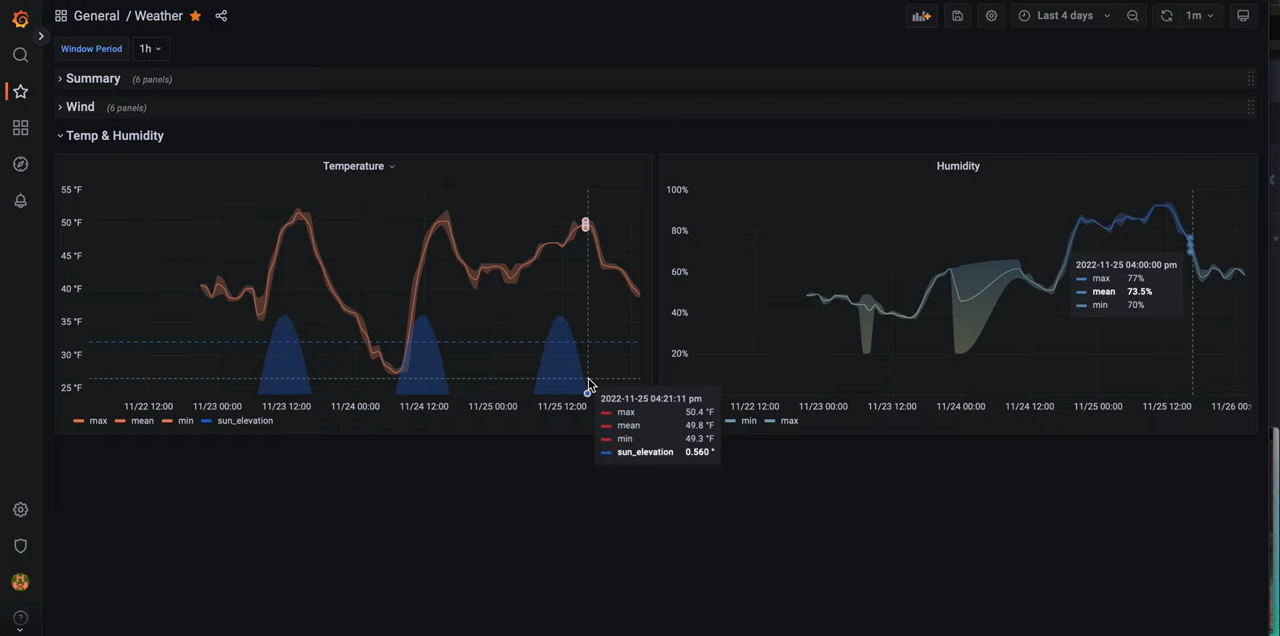 General / Weather
Last 4 days
1m
Window Period
1h
Summary (6 panels)
Wind (6 panels)
Temp & Humidity
Temperature
55 °F
50 °F
45 °F
40 °F
35 °F
30 °F
25 °F
11/22 12:00 11/23 00:00 11/23 12:00 11/24 00:00 11/24 12:00 11/25 00:00 11/25 12:00
max mean min sun_elevation
2022-11-25 04:21:11 pm
max 50.4 °F
mean 49.8 °F
min 49.3 °F
sun_elevation 0.560 °
Humidity
100%
80%
60%
40%
20%
2022-11-25 04:00:00 pm
max 77%
mean 73.5%
min 70%
11/22 12:00 11/23 00:00 11/23 12:00 11/24 00:00 11/24 12:00 11/25 00:00 11/25 12:00 11/26 00:
min max